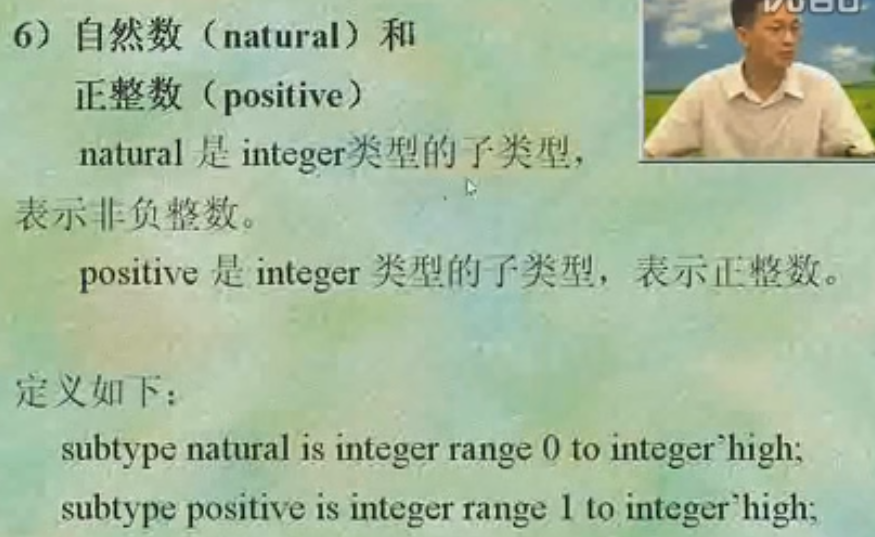 6）自然数（natural）和
正整数（positive）
natural 是 integer类型的子类型，
表示非负整数。
positive 是 integer 类型的子类型，表示正整数。
定义如下：
subtype natural is integer range 0 to integer’high;
subtype positive is integer range 1 to integer’high;